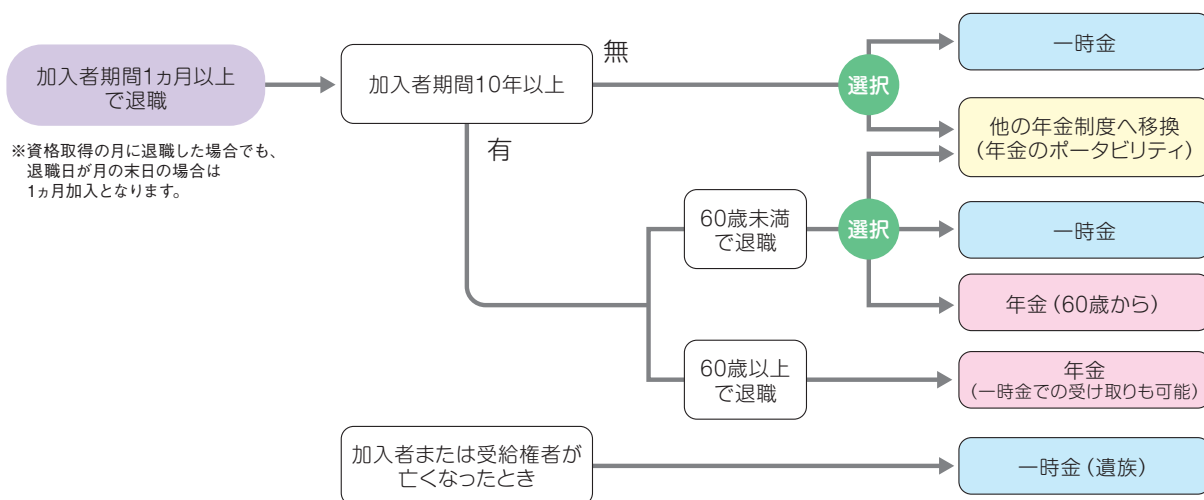 加入者期間1ヵ月以上
で退職
※資格取得の月に退職した場合でも、
退職日が月の末日の場合は
1ヵ月加入となります。
加入者期間10年以上
無
有
選択
一時金
他の年金制度へ移換
(年金のポータビリティ)
60歳未満
で退職
選択
一時金
年金(60歳から)
60歳以上
で退職
年金
(一時金での受け取りも可能)
加入者または受給権者が
亡くなったとき
一時金(遺族)